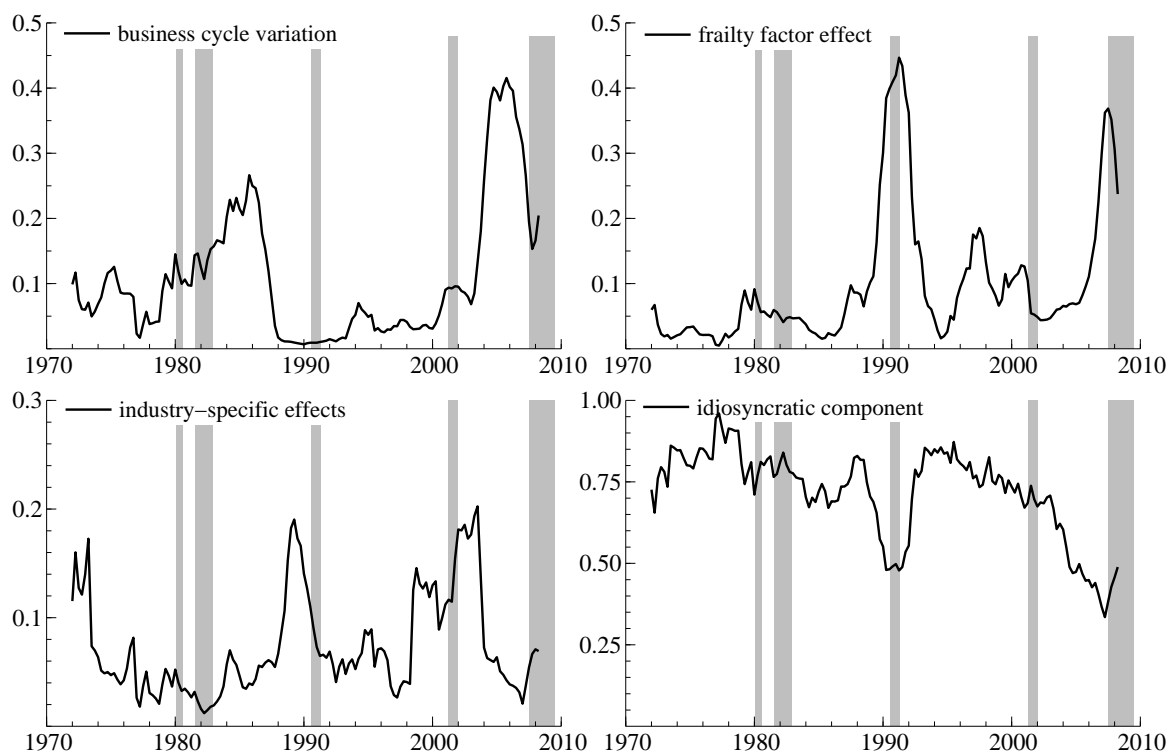 0.5
business cycle variation
0.4
0.3
0.2
0.1
1970 1980 1990 2000 2010
0.5
frailty factor effect
0.4
0.3
0.2
0.1
1970 1980 1990 2000 2010
0.3
industry−specific effects
0.2
0.1
1970 1980 1990 2000 2010
1.00
idiosyncratic component
0.75
0.50
0.25
1970 1980 1990 2000 2010